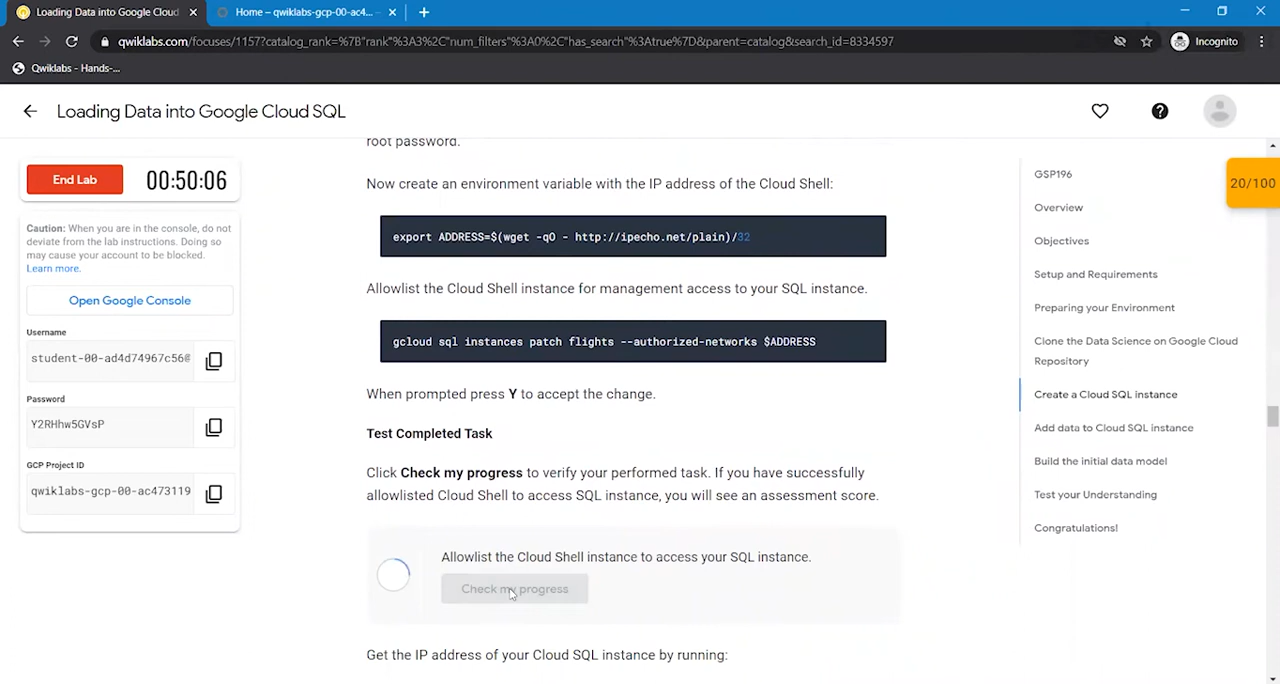 Loading Data into Google Cloud
Home – qwiklabs-gcp-00-ac4...
qwiklabs.com/focuses/1157?catalog_rank=%7B"rank"%3A3%2C"num_filters"%3A0%2C"has_search"%3Atrue%7D&parent=catalog&search_id=8334597
Incognito
Qwiklabs - Hands-...
Loading Data into Google Cloud SQL
End Lab
00:50:06
Caution: When you are in the console, do not
deviate from the lab instructions. Doing so
may cause your account to be blocked.
Learn more.
Open Google Console
Username
student-00-ad4d74967c56@
Password
Y2RHhw5GVsP
GCP Project ID
qwiklabs-gcp-00-ac473119
root password.
Now create an environment variable with the IP address of the Cloud Shell:
export ADDRESS=$(wget -qO - http://ipecho.net/plain)/32
Allowlist the Cloud Shell instance for management access to your SQL instance.
gcloud sql instances patch flights --authorized-networks $ADDRESS
When prompted press Y to accept the change.
Test Completed Task
Click Check my progress to verify your performed task. If you have successfully
allowlisted Cloud Shell to access SQL instance, you will see an assessment score.
Allowlist the Cloud Shell instance to access your SQL instance.
Check my progress
Get the IP address of your Cloud SQL instance by running:
GSP196
Overview
Objectives
Setup and Requirements
Preparing your Environment
Clone the Data Science on Google Cloud
Repository
Create a Cloud SQL instance
Add data to Cloud SQL instance
Build the initial data model
Test your Understanding
Congratulations!
20/100